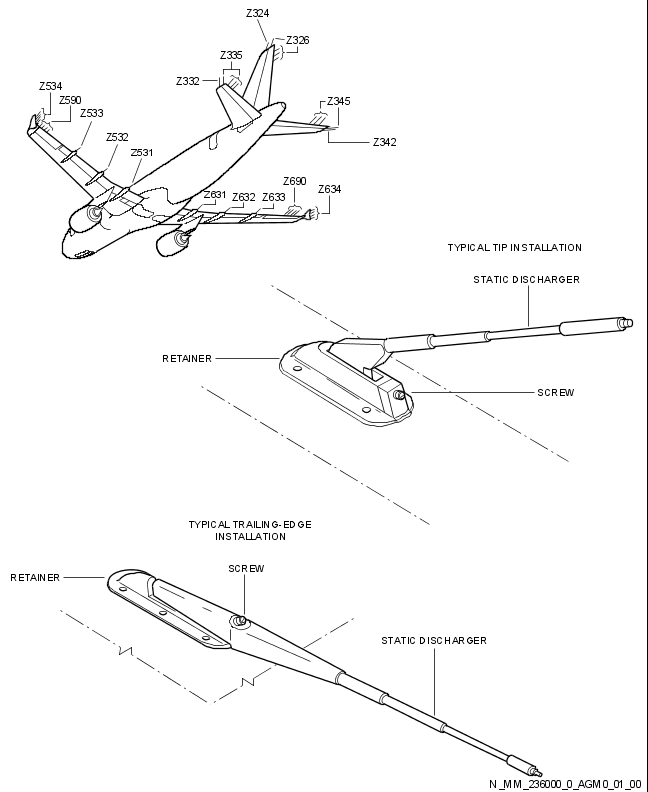 Z324
Z326
Z335
Z332
Z345
Z342
Z534
Z590
Z533
Z532
Z531
Z631
Z632
Z633
Z690
Z634
TYPICAL TIP INSTALLATION
STATIC DISCHARGER
RETAINER
SCREW
TYPICAL TRAILING-EDGE
INSTALLATION
RETAINER
SCREW
STATIC DISCHARGER
N_MM_236000_0_AGM0_01_00